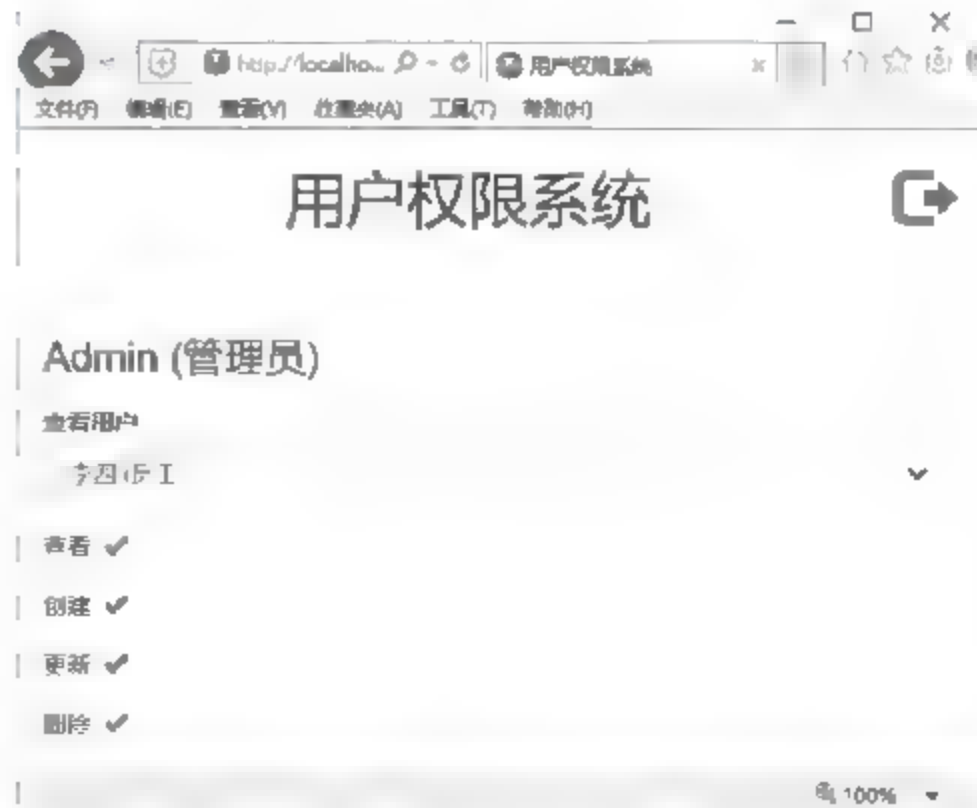 http://localho... 用户权限系统
文件(F) 编辑(E) 查看(V) 收藏夹(A) 工具(T) 帮助(H)
用户权限系统
Admin (管理员)
查看用户
李四
查看
创建
更新
删除
100%